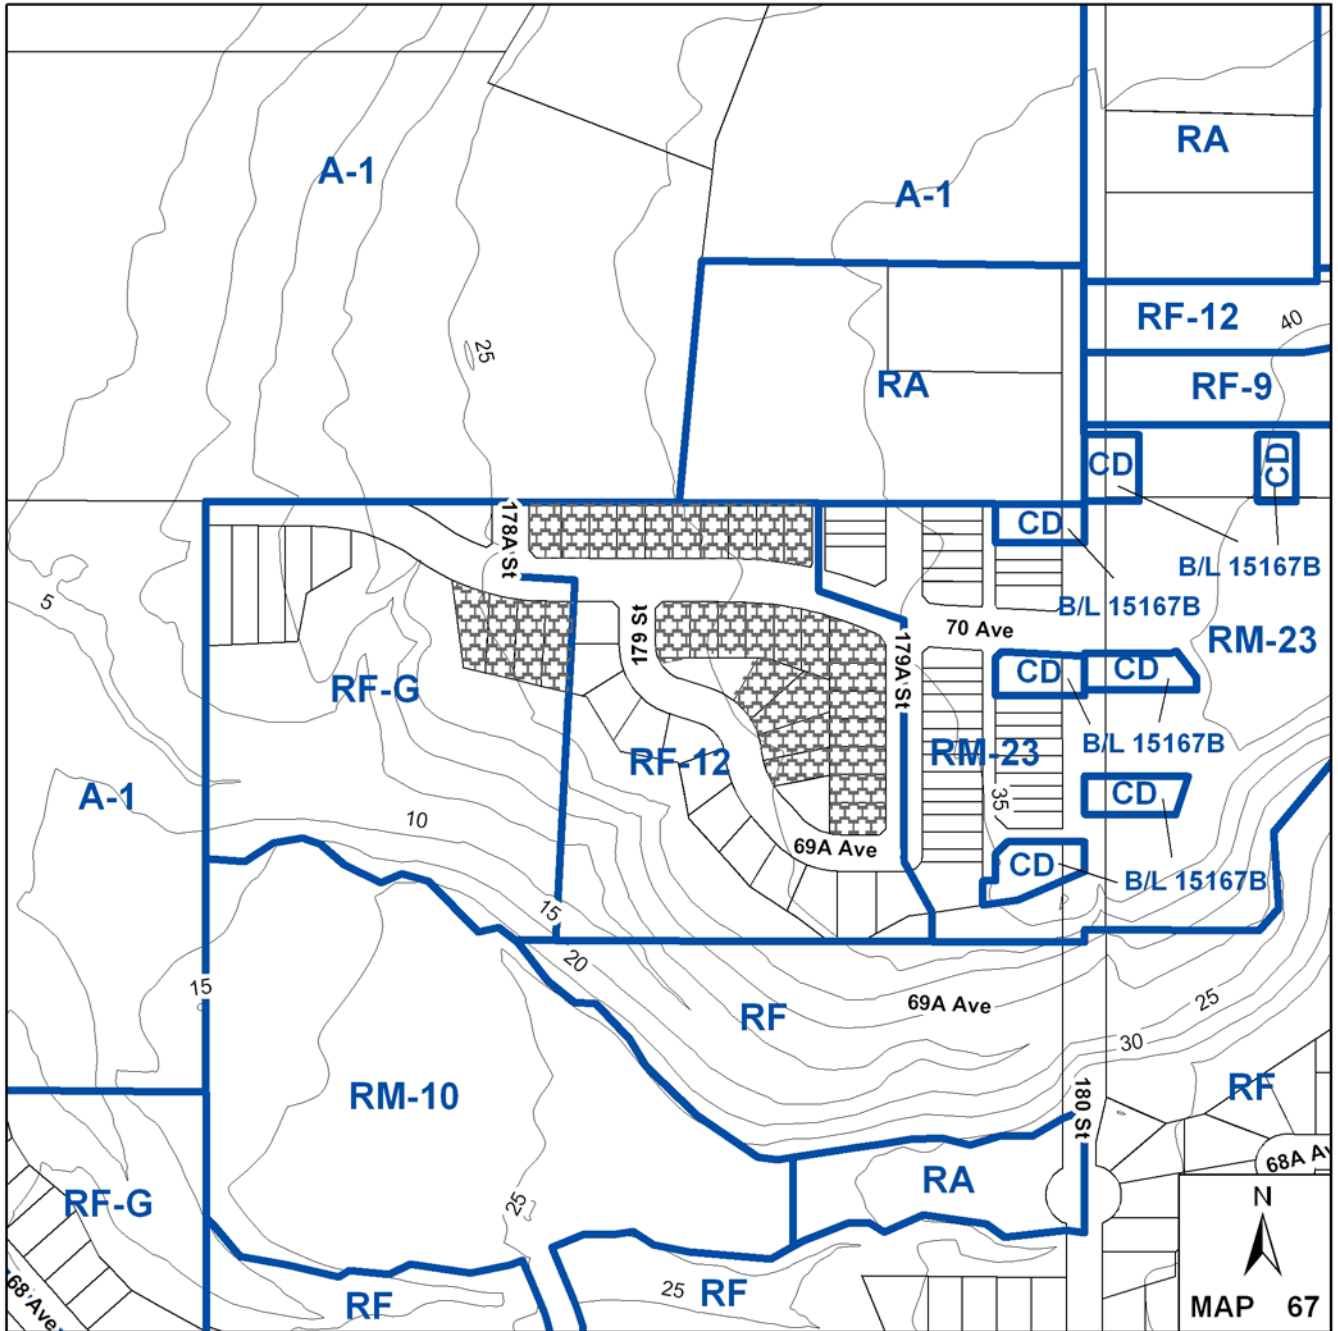 RA
A-1
A-1
RF-12
40
25
RA
RF-9
CD
CD
178A St
CD
B/L 15167B
B/L 15167B
5
179 St
70 Ave
RM-23
179A St
CD
CD
RF-G
RF-12
RM-23
B/L 15167B
A-1
35
CD
10
69A Ave
CD
B/L 15167B
15
20
15
RF
69A Ave
25
30
RM-10
180 St
RF
68A Av
RF-G
25
RA
N
68 Ave
RF
25
RF
MAP 67